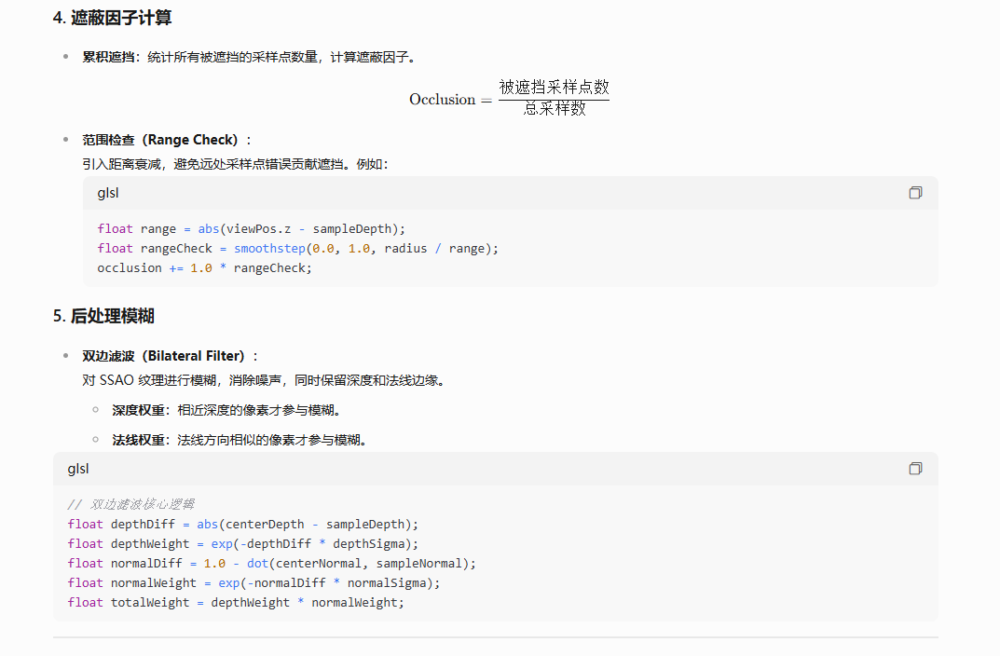 4. 遮蔽因子计算
累积遮挡：统计所有被遮挡的采样点数量，计算遮蔽因子。
Occlusion = 被遮挡采样点数 / 总采样数
范围检查（Range Check）：
引入距离衰减，避免远处采样点错误贡献遮挡。例如：
glsl
float range = abs(viewPos.z - sampleDepth);
float rangeCheck = smoothstep(0.0, 1.0, radius / range);
occlusion += 1.0 * rangeCheck;
5. 后处理模糊
双边滤波（Bilateral Filter）：
对 SSAO 纹理进行模糊，消除噪声，同时保留深度和法线边缘。
深度权重：相近深度的像素才参与模糊。
法线权重：法线方向相似的像素才参与模糊。
glsl
// 双边滤波核心逻辑
float depthDiff = abs(centerDepth - sampleDepth);
float depthWeight = exp(-depthDiff * depthSigma);
float normalDiff = 1.0 - dot(centerNormal, sampleNormal);
float normalWeight = exp(-normalDiff * normalSigma);
float totalWeight = depthWeight * normalWeight;